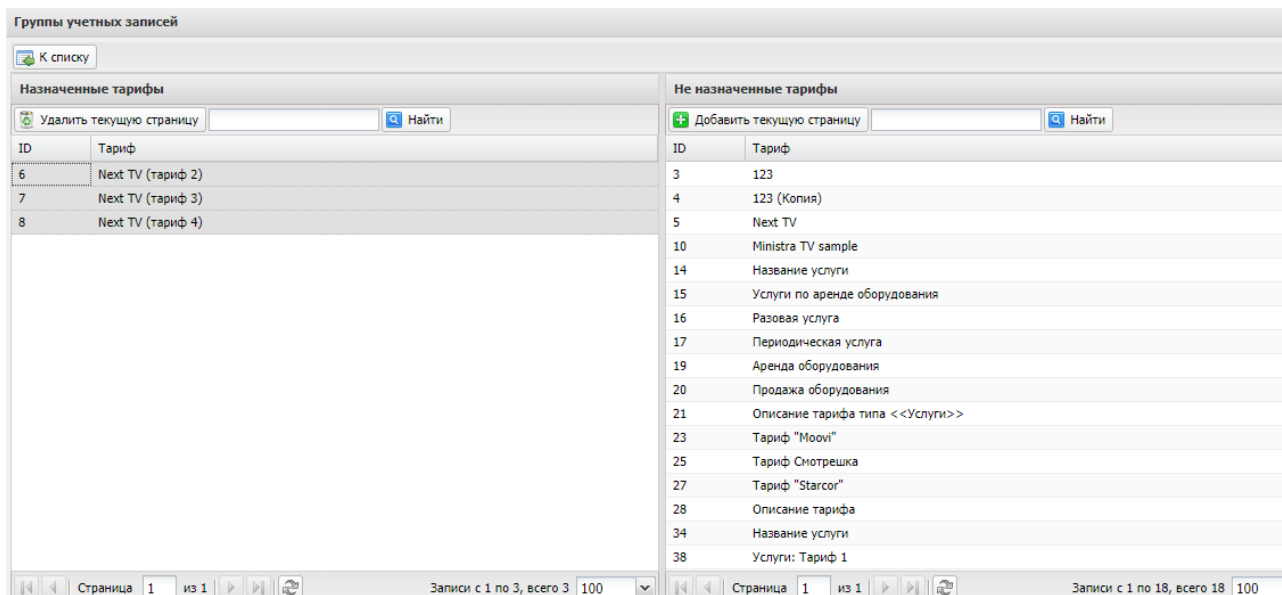 Группы учетных записей
К списку
Назначенные тарифы
Удалить текущую страницу Найти
ID Тариф
6 Next TV (тариф 2)
7 Next TV (тариф 3)
8 Next TV (тариф 4)
Страница 1 из 1 Записи с 1 по 3, всего 3 100
Не назначенные тарифы
Добавить текущую страницу Найти
ID Тариф
3 123
4 123 (Копия)
5 Next TV
10 Ministra TV sample
14 Название услуги
15 Услуги по аренде оборудования
16 Разовая услуга
17 Периодическая услуга
19 Аренда оборудования
20 Продажа оборудования
21 Описание тарифа типа <<Услуги>>
23 Тариф "Moovi"
25 Тариф Смотрешка
27 Тариф "Starcor"
28 Описание тарифа
34 Название услуги
38 Услуги: Тариф 1
Страница 1 из 1 Записи с 1 по 18, всего 18 100